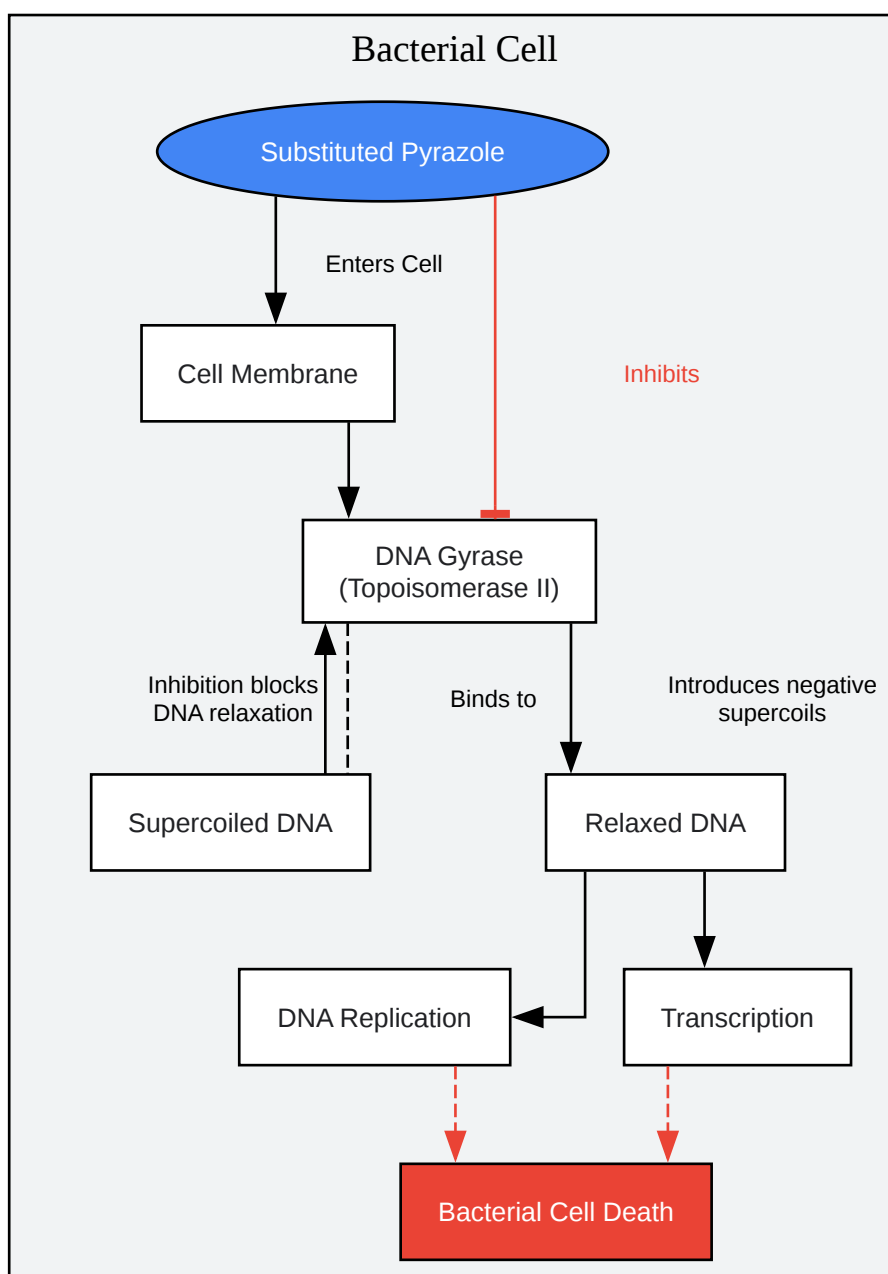 Bacterial Cell
Substituted Pyrazole
Enters Cell
Cell Membrane
Inhibits
DNA Gyrase
(Topoisomerase II)
Inhibition blocks
DNA relaxation
Binds to
Introduces negative
supercoils
Supercoiled DNA
Relaxed DNA
DNA Replication
Transcription
Bacterial Cell Death